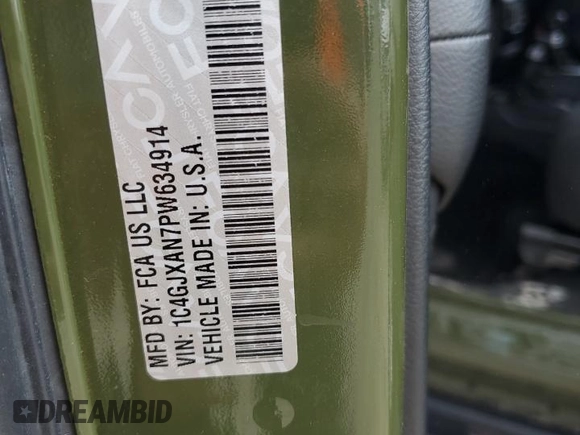 MFD BY: FCA US LLC
VIN: 1C4GJXAN7PW634914
VEHICLE MADE IN: U.S.A.
DREAMBID